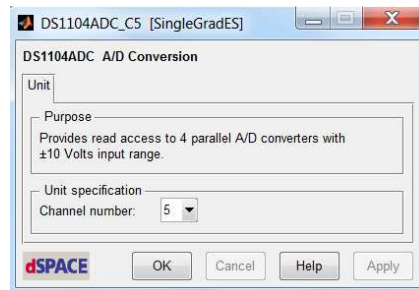 DS1104ADC_C5 [SingleGradES]
DS1104ADC A/D Conversion
Unit
Purpose
Provides read access to 4 parallel A/D converters with
±10 Volts input range.
Unit specification
Channel number: 5
dSPACE OK Cancel Help Apply